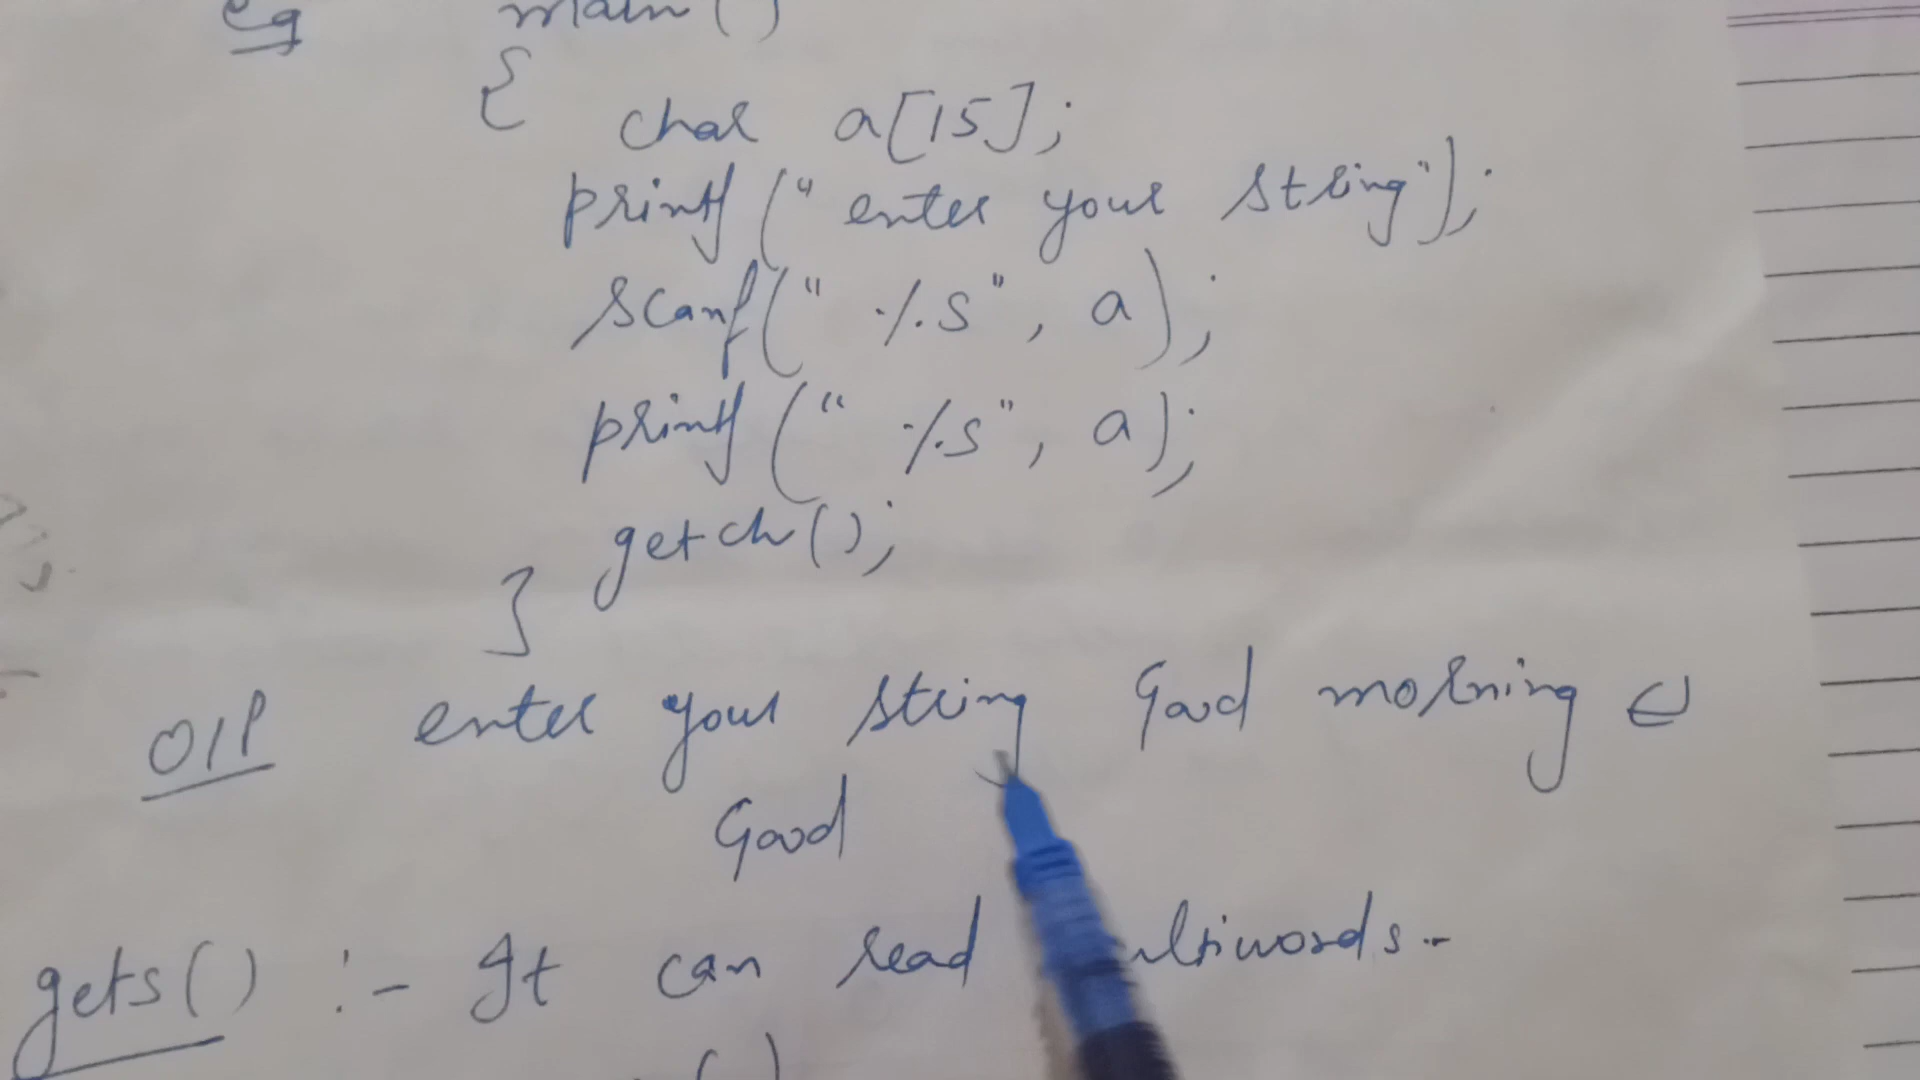 eg main()
{
char a[15];
printf("enter your string");
scanf("%s", a);
printf("%s", a);
getch();
}
O/P enter your string Good morning ↵
Good
gets() :- It can read
()